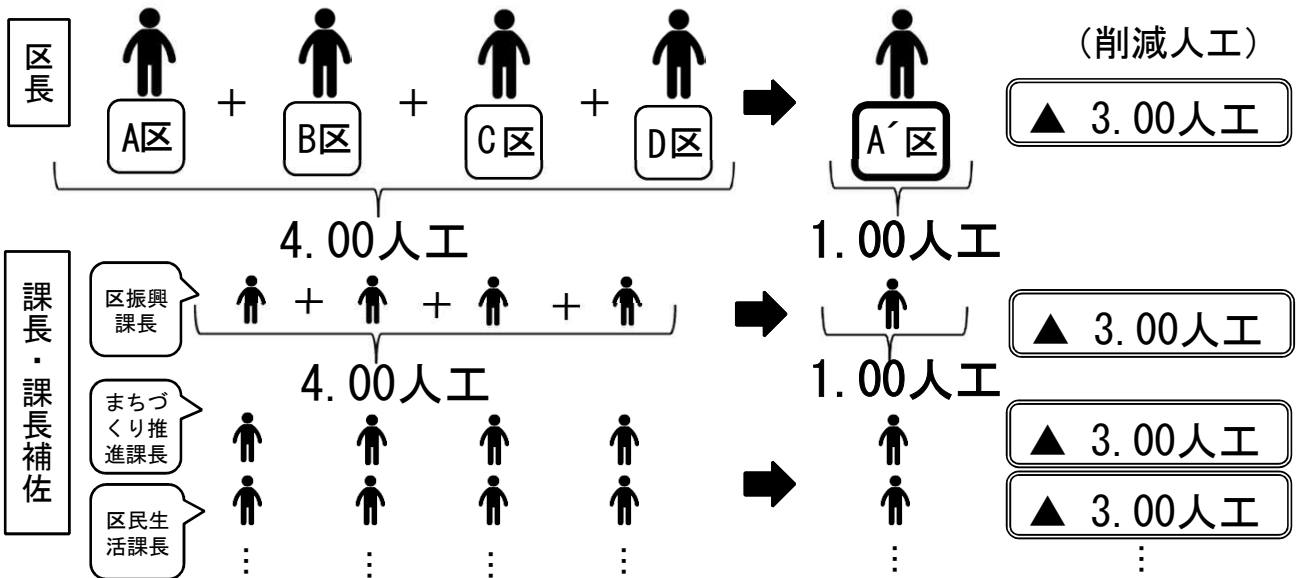 区長
A区 + B区 + C区 + D区
A´区
(削減人工)
▲ 3.00人工
4.00人工
1.00人工
課長・課長補佐
区振興
課長
+ + +
▲ 3.00人工
4.00人工
1.00人工
まちづ
くり推
進課長
▲ 3.00人工
区民生
活課長
▲ 3.00人工
⋮ ⋮ ⋮ ⋮ ⋮ ⋮